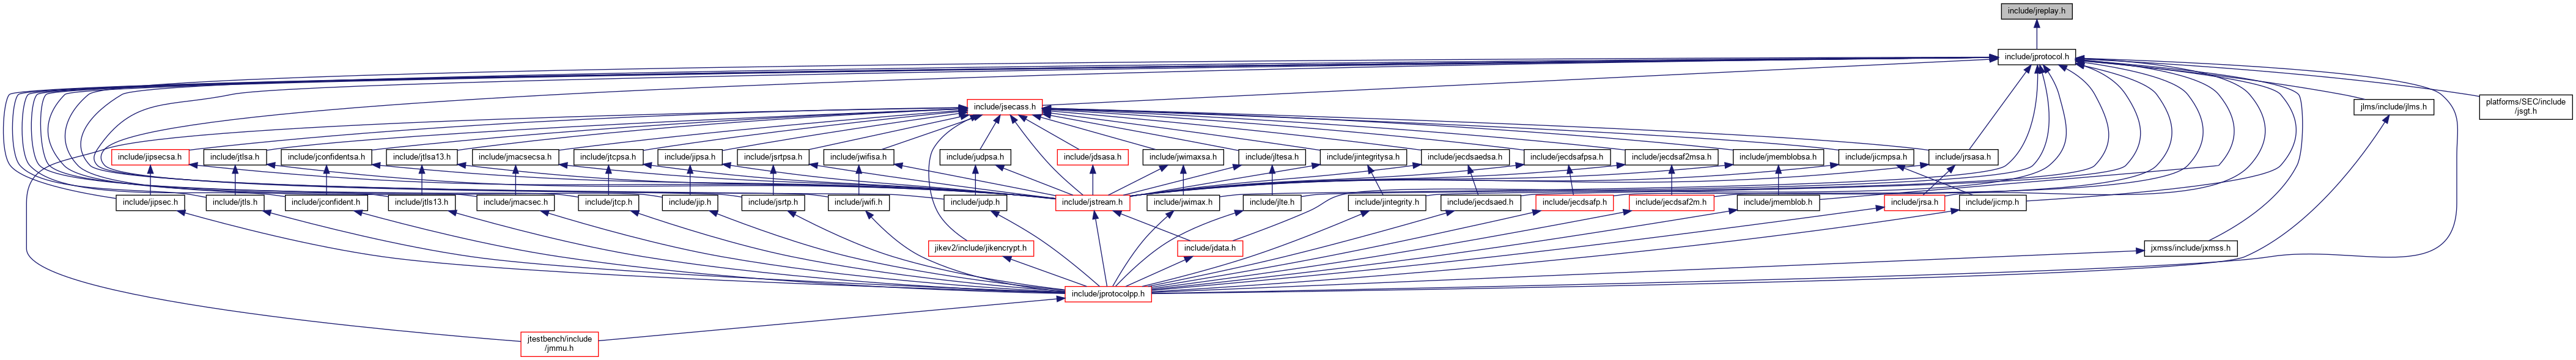 include/jreplay.h
include/jprotocol.h
include/jsecass.h
jlms/include/jlms.h
platforms/SEC/include
/jsgt.h
include/jipsecsa.h
include/jtlsa.h
include/jconfidentsa.h
include/jtlsa13.h
include/jmacsecsa.h
include/jtcpsa.h
include/jipsa.h
include/jsrtpsa.h
include/jwifisa.h
include/judpsa.h
include/jdsasa.h
include/jwimaxsa.h
include/jltesa.h
include/jintegritysa.h
include/jecdsaedsa.h
include/jecdsafpsa.h
include/jecdsaf2msa.h
include/jmemblobsa.h
include/jicmpsa.h
include/jrsasa.h
include/jipsec.h
include/jtls.h
include/jconfident.h
include/jtls13.h
include/jmacsec.h
include/jtcp.h
include/jip.h
include/jsrtp.h
include/jwifi.h
include/judp.h
include/jstream.h
include/jwimax.h
include/jlte.h
include/jintegrity.h
include/jecdsaed.h
include/jecdsafp.h
include/jecdsaf2m.h
include/jmemblob.h
include/jrsa.h
include/jicmp.h
jikev2/include/jikencrypt.h
include/jdata.h
jxmss/include/jxmss.h
include/jprotocolpp.h
jtestbench/include
/jmmu.h